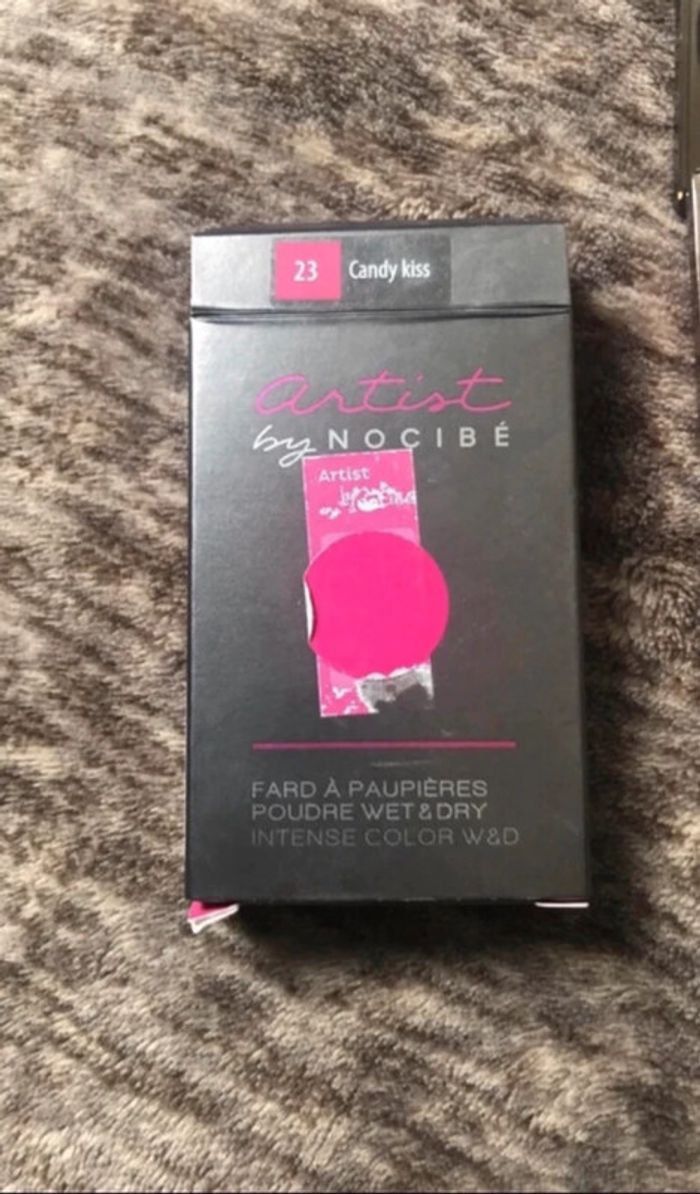 23 Candy kiss
artist
by NOCIBÉ
Artist
FARD À PAUPIÈRES
POUDRE WET & DRY
INTENSE COLOR W&D